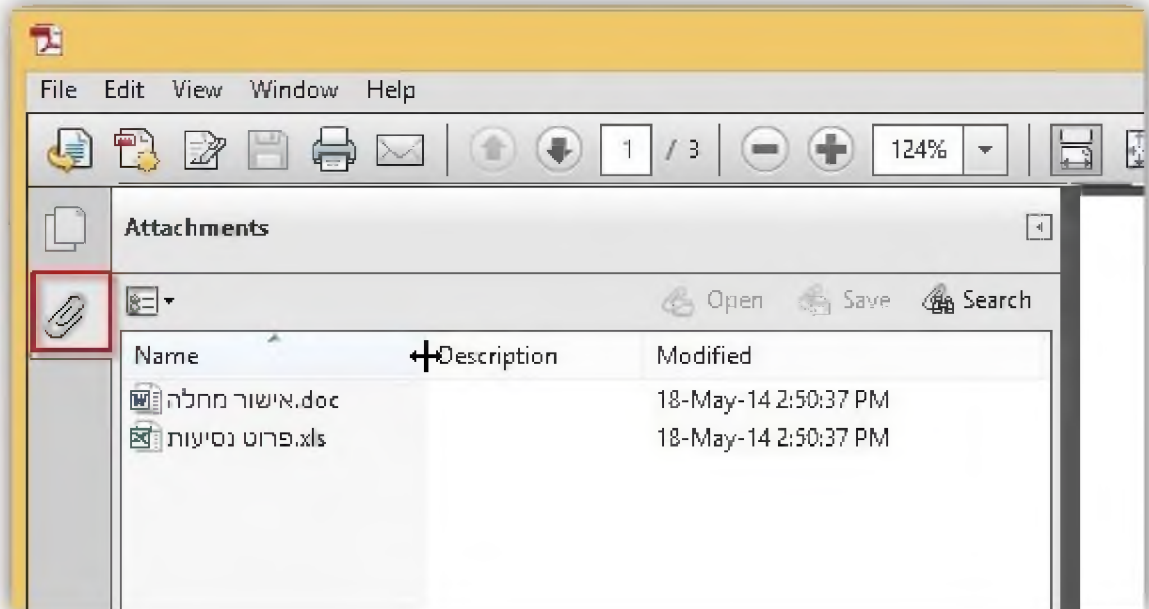 File Edit View Window Help
1 / 3 124%
Attachments
Open Save Search
Name Description Modified
אישור מחלה.doc 18-May-14 2:50:37 PM
פרוט נסיעות.xls 18-May-14 2:50:37 PM